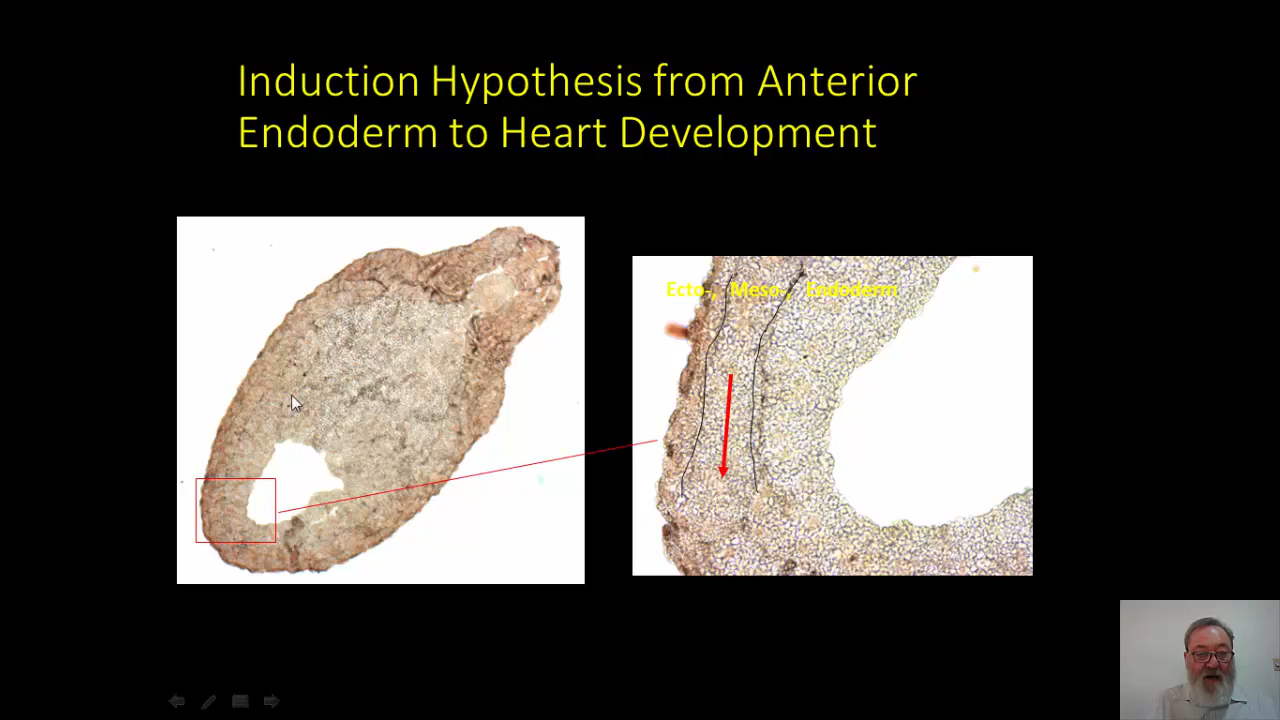 Induction Hypothesis from Anterior
Endoderm to Heart Development
Ecto-, Meso-, Endoderm